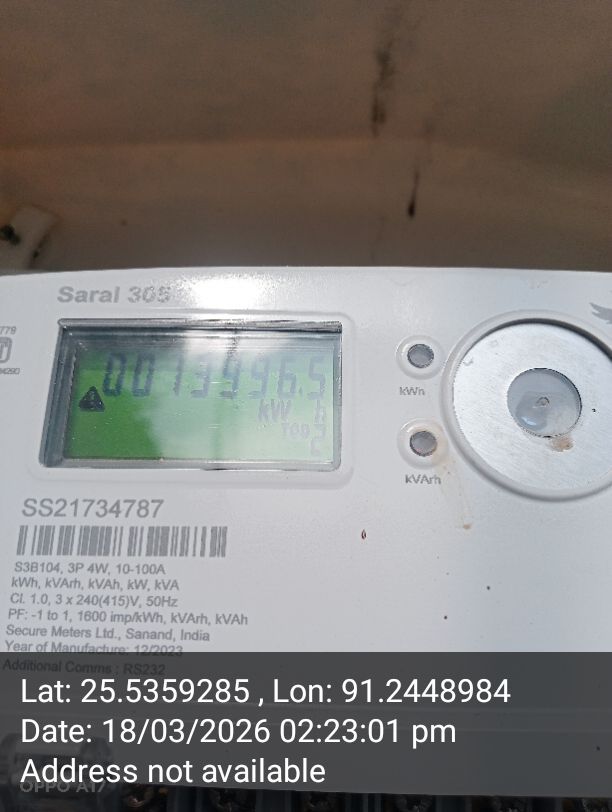 Saral 305
0013996.5
kW h
TOD 2
kWh
kVArh
SS21734787
S3B104, 3P 4W, 10-100A
kWh, kVArh, kVAh, kW, kVA
Cl. 1.0, 3 x 240(415)V, 50Hz
PF: -1 to 1, 1600 imp/kWh, kVArh, kVAh
Secure Meters Ltd., Sanand, India
Year of Manufacture: 12/2023
Additional Comms : RS232
Lat: 25.5359285 , Lon: 91.2448984
Date: 18/03/2026 02:23:01 pm
Address not available
OPPO A17